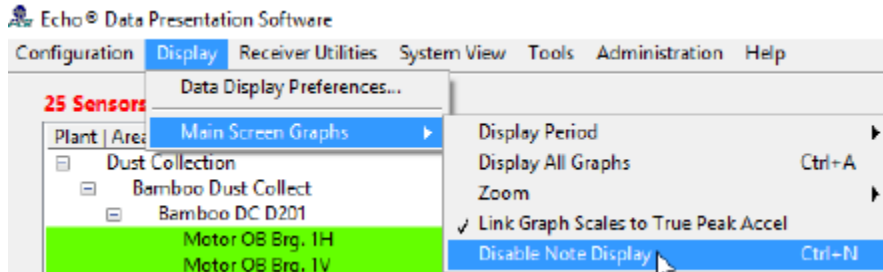 Echo® Data Presentation Software
Configuration Display Receiver Utilities System View Tools Administration Help
Data Display Preferences...
25 Sensors
Main Screen Graphs
Plant | Area
Display Period
Dust Collection
Display All Graphs Ctrl+A
Bamboo Dust Collect
Zoom
Bamboo DC D201
✓ Link Graph Scales to True Peak Accel
Motor OB Brg. 1H
Disable Note Display Ctrl+N
Motor OB Brg. 1V